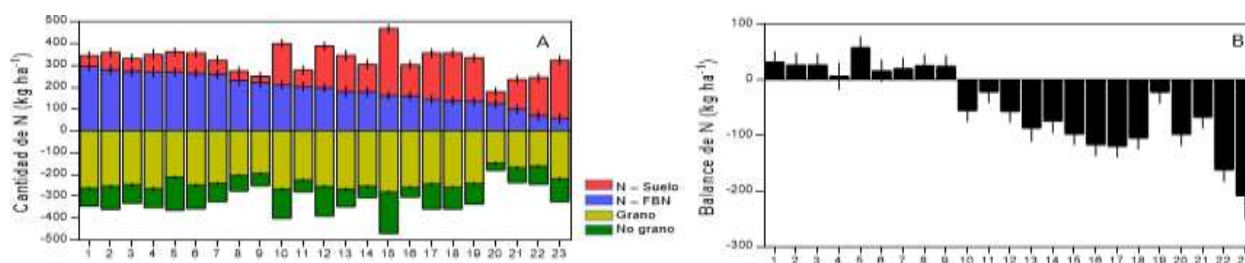 A
Cantidad de N (kg ha⁻¹)
500
400
300
200
100
0
-100
-200
-300
-400
-500
1 2 3 4 5 6 7 8 9 10 11 12 13 14 15 16 17 18 19 20 21 22 23
N - Suelo
N - FBN
Grano
No grano
B
Balance de N (kg ha⁻¹)
100
0
-100
-200
-300
1 2 3 4 5 6 7 8 9 10 11 12 13 14 15 16 17 18 19 20 21 22